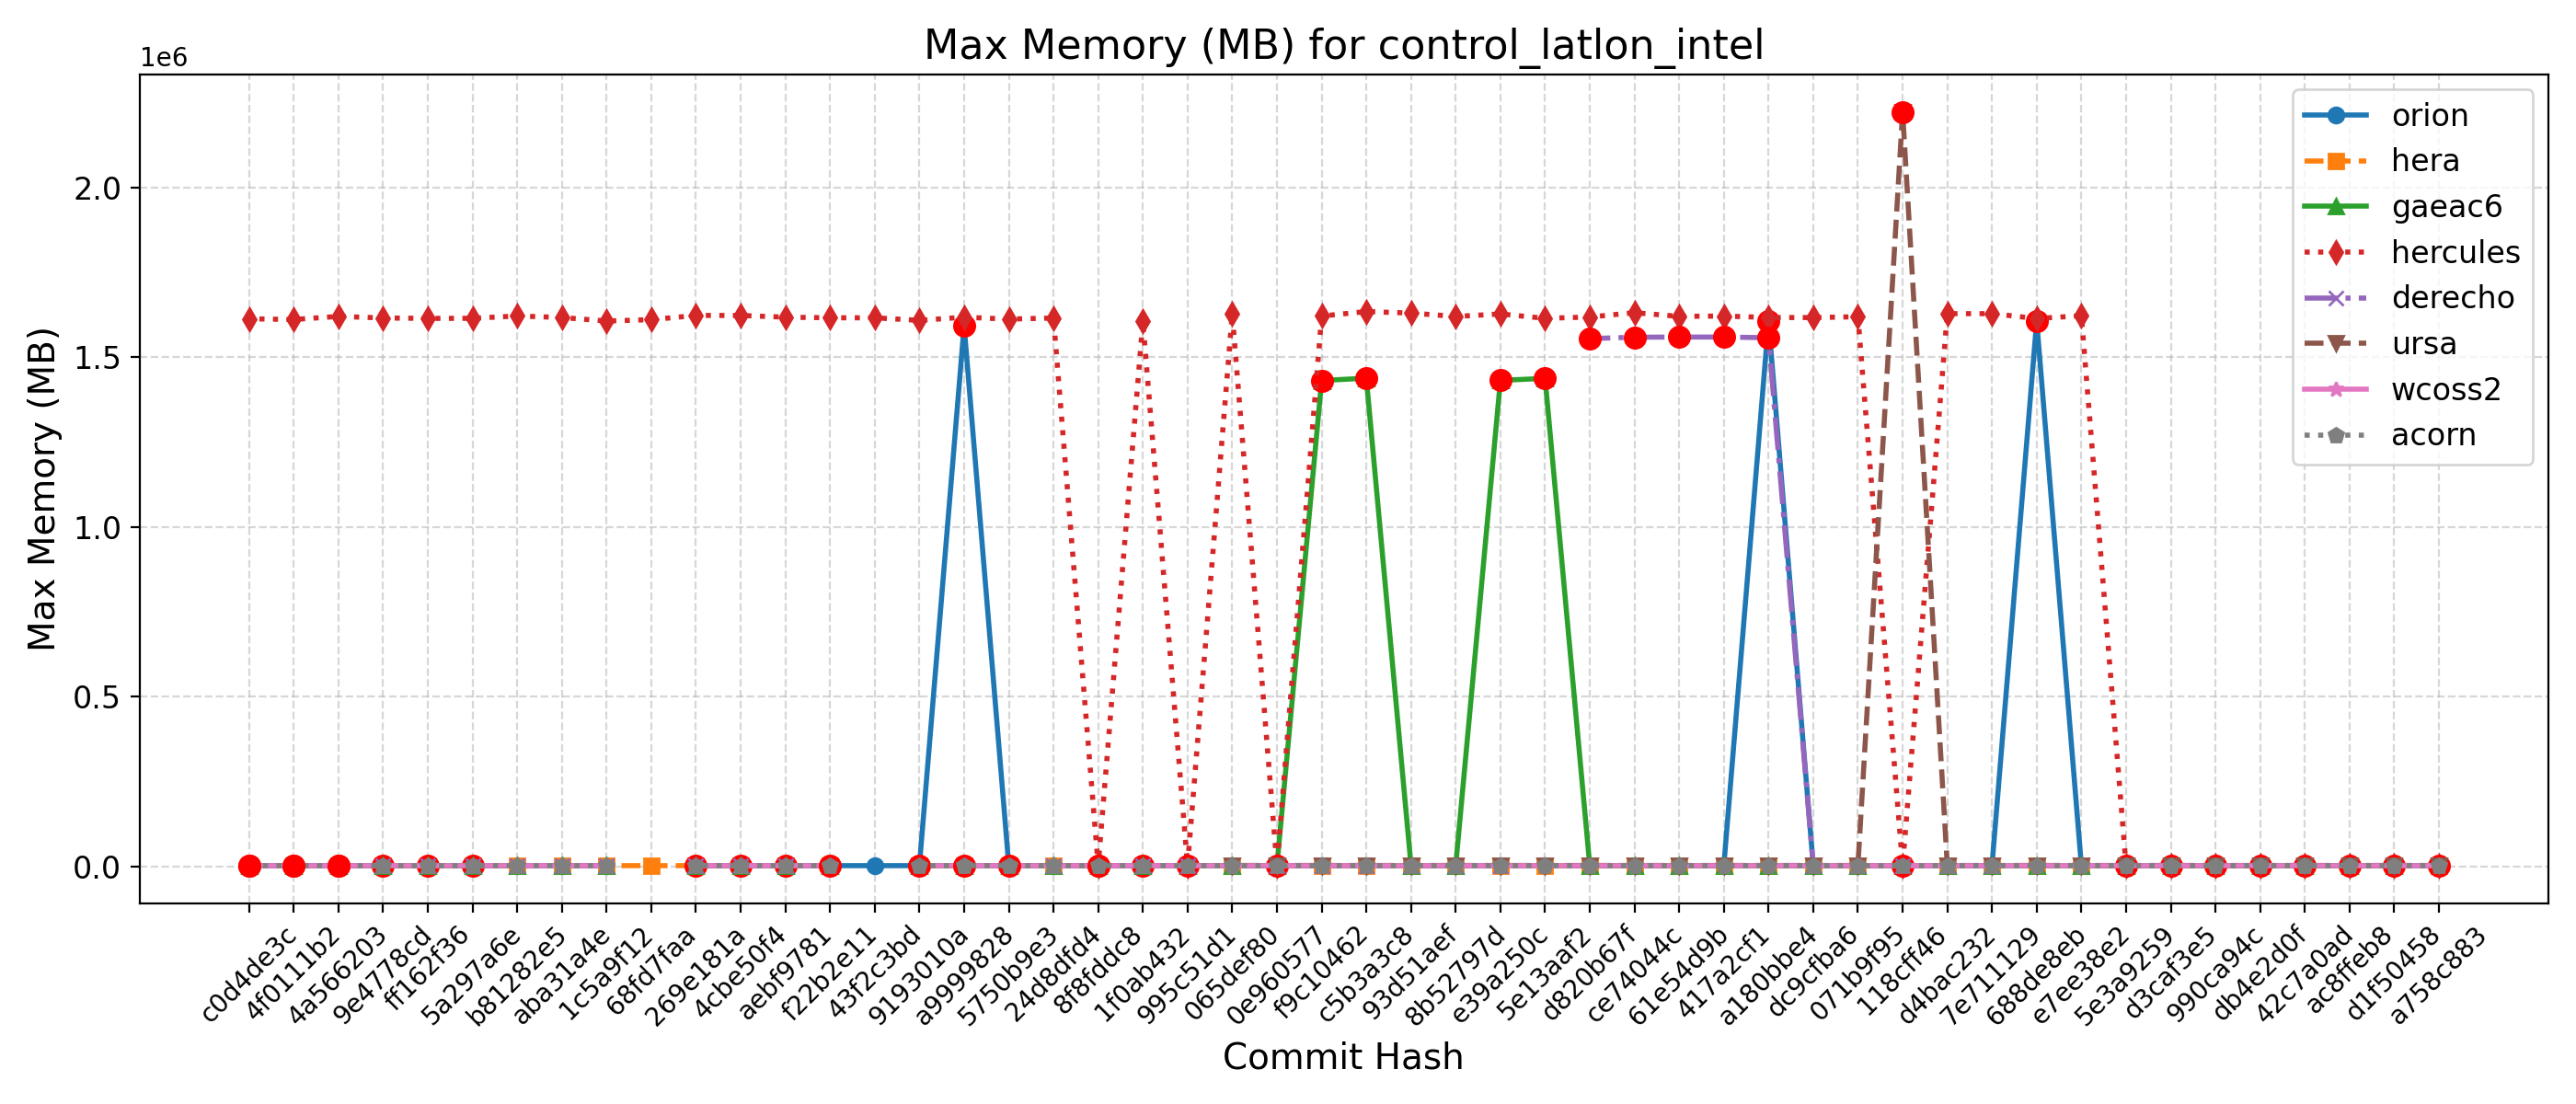 Max Memory (MB) for control_latlon_intel
1e6
2.0
1.5
1.0
0.5
0.0
Max Memory (MB)
orion
hera
gaeac6
hercules
derecho
ursa
wcoss2
acorn
c0d4de3c
4f0111b2
4a566203
9e4778cd
ff162f36
5a297a6e
b81282e5
aba31a4e
1c5a9f12
68fd7faa
269e181a
4cbe50f4
aebf9781
f22b2e11
43f2c3bd
9193010a
a9999828
5750b9e3
24d8dfd4
8f8fddc8
1f0ab432
995c51d1
065def80
0e960577
f9c10462
c5b3a3c8
93d51aef
8b52797d
e39a250c
5e13aaf2
d820b67f
ce74044c
61e54d9b
417a2cf1
a180bbe4
dc9cfba6
071b9f95
118cff46
d4bac232
7e711129
688de8eb
e7ee38e2
5e3a9259
d3caf3e5
990ca94c
db4e2d0f
42c7a0ad
ac8ffeb8
d1f50458
a758c883
Commit Hash